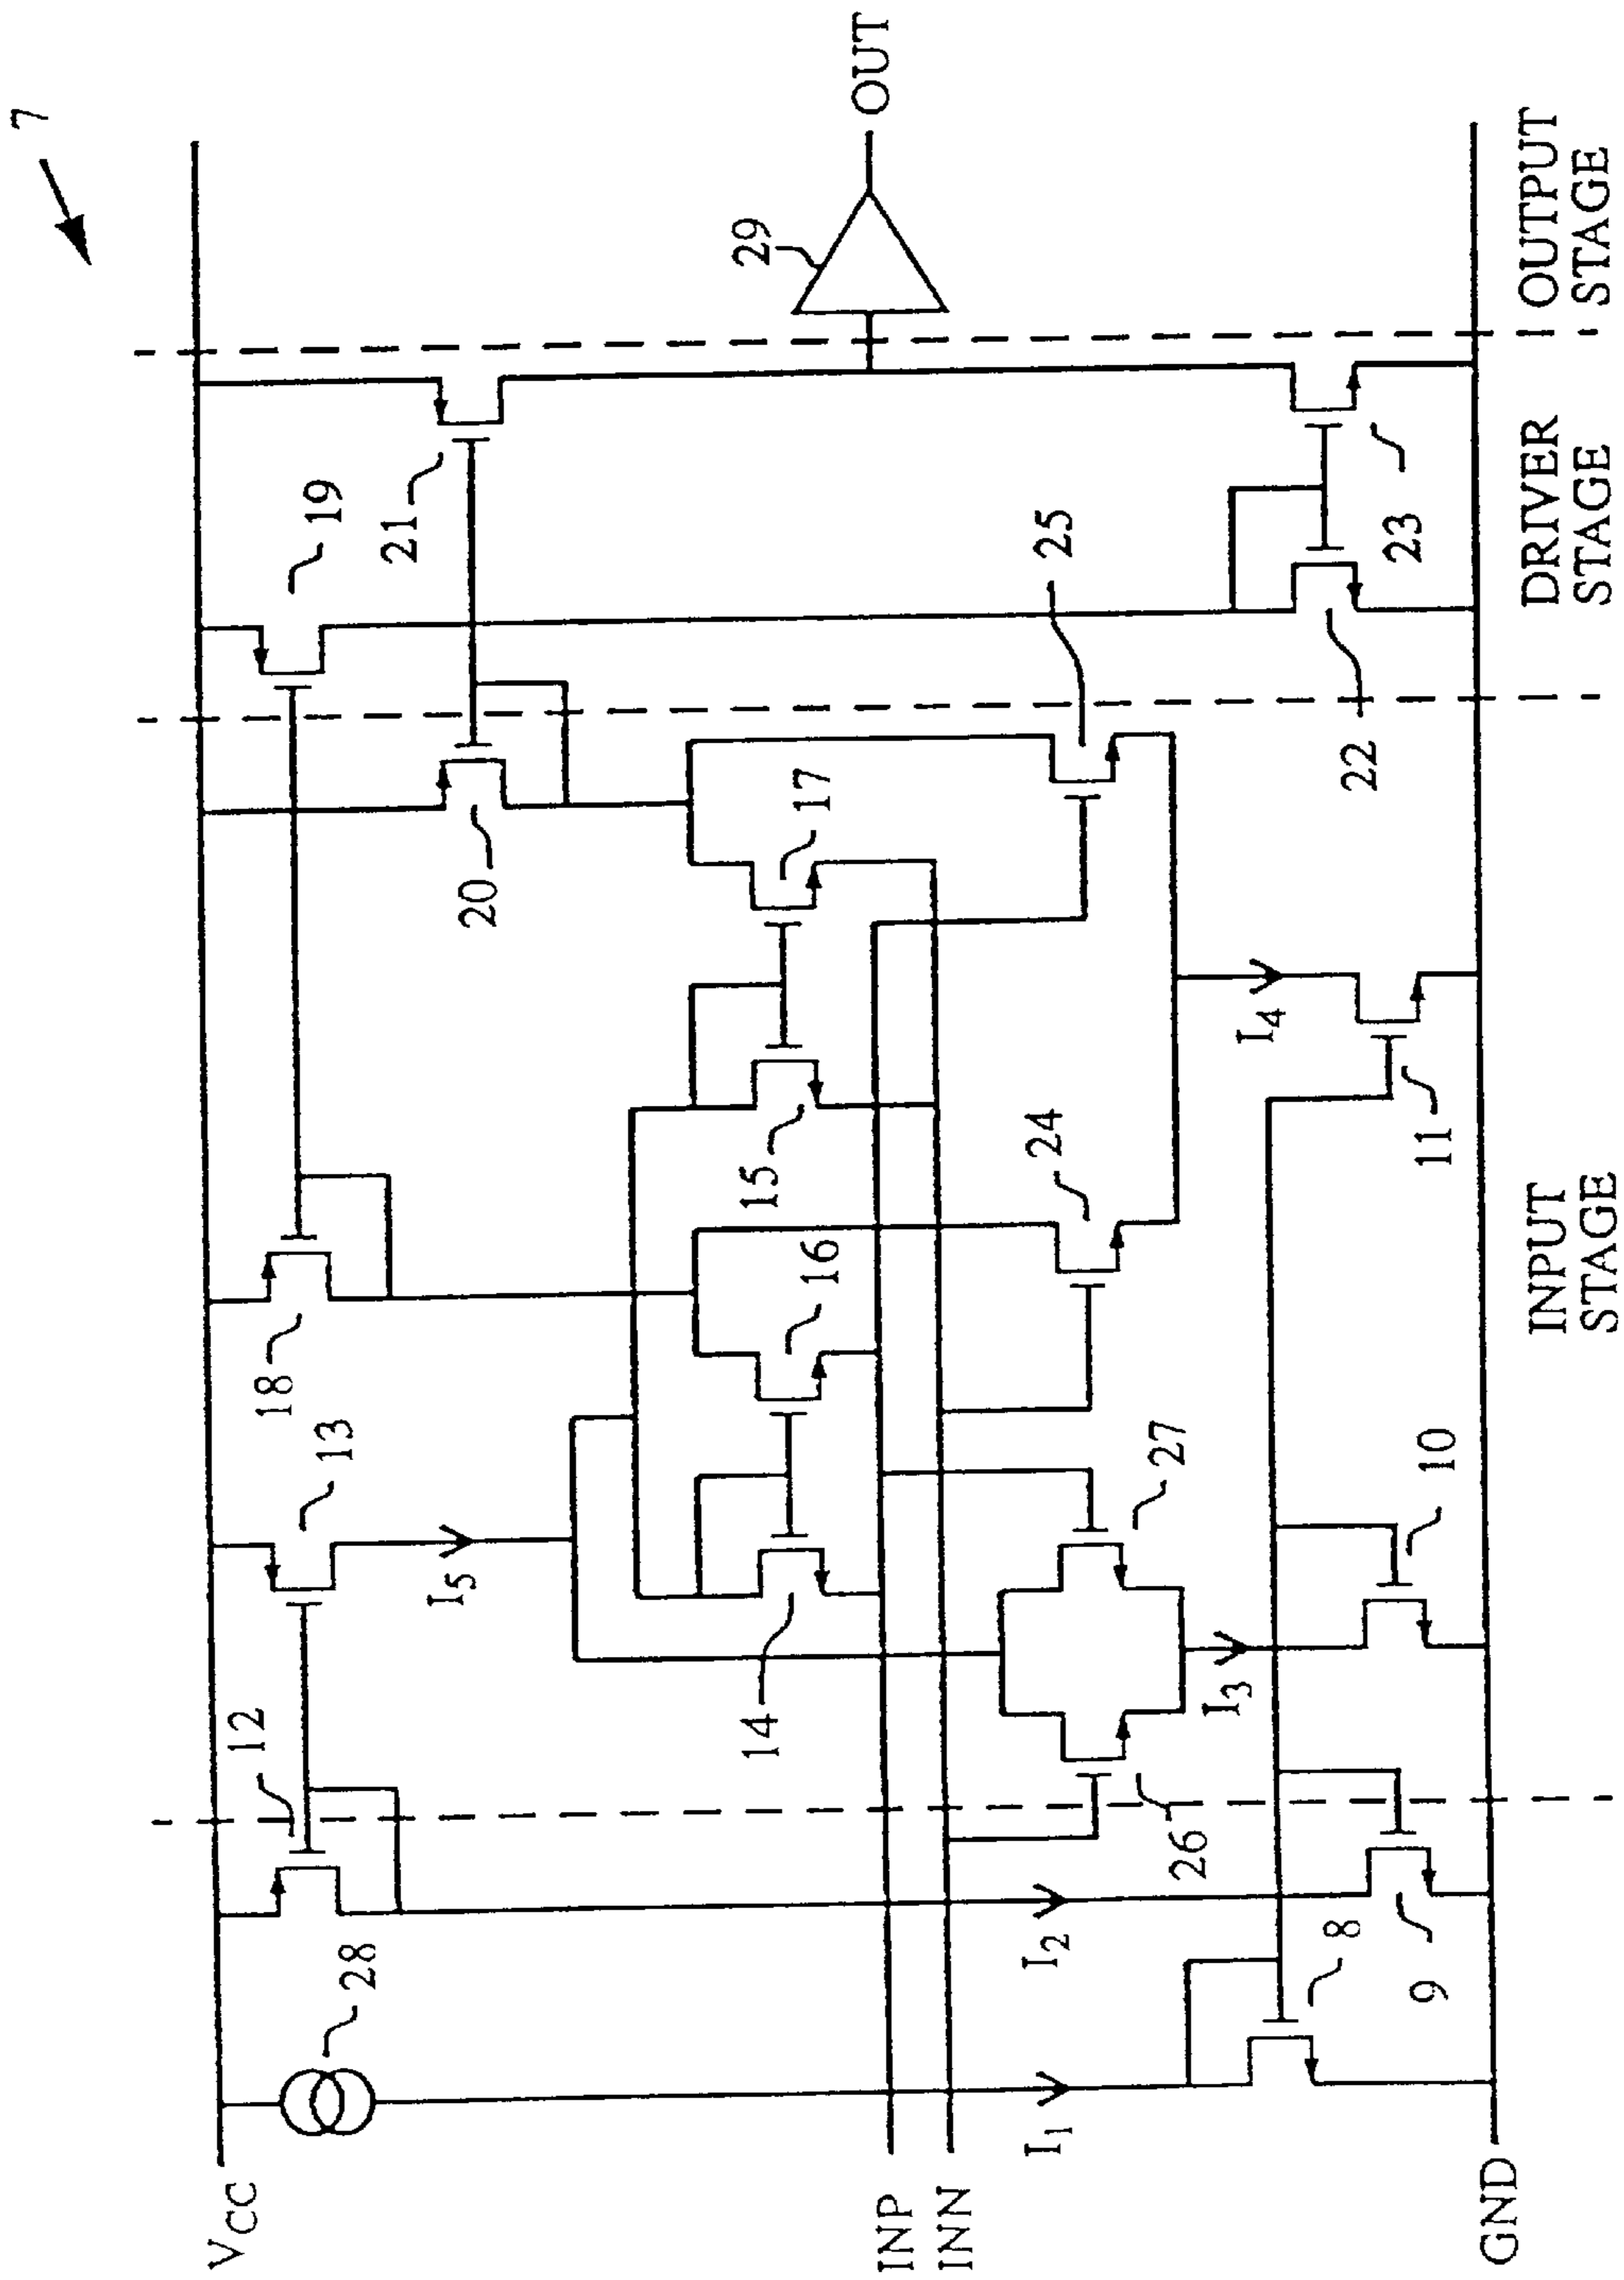 7
V_CC
28
12
13
18
19
I5
20
21
29
OUT
14
16
15
17
INP
INN
25
24
I1
I2
26
I3
27
I4
8
9
10
11
22
23
GND
INPUT
STAGE
DRIVER
STAGE
OUTPUT
STAGE